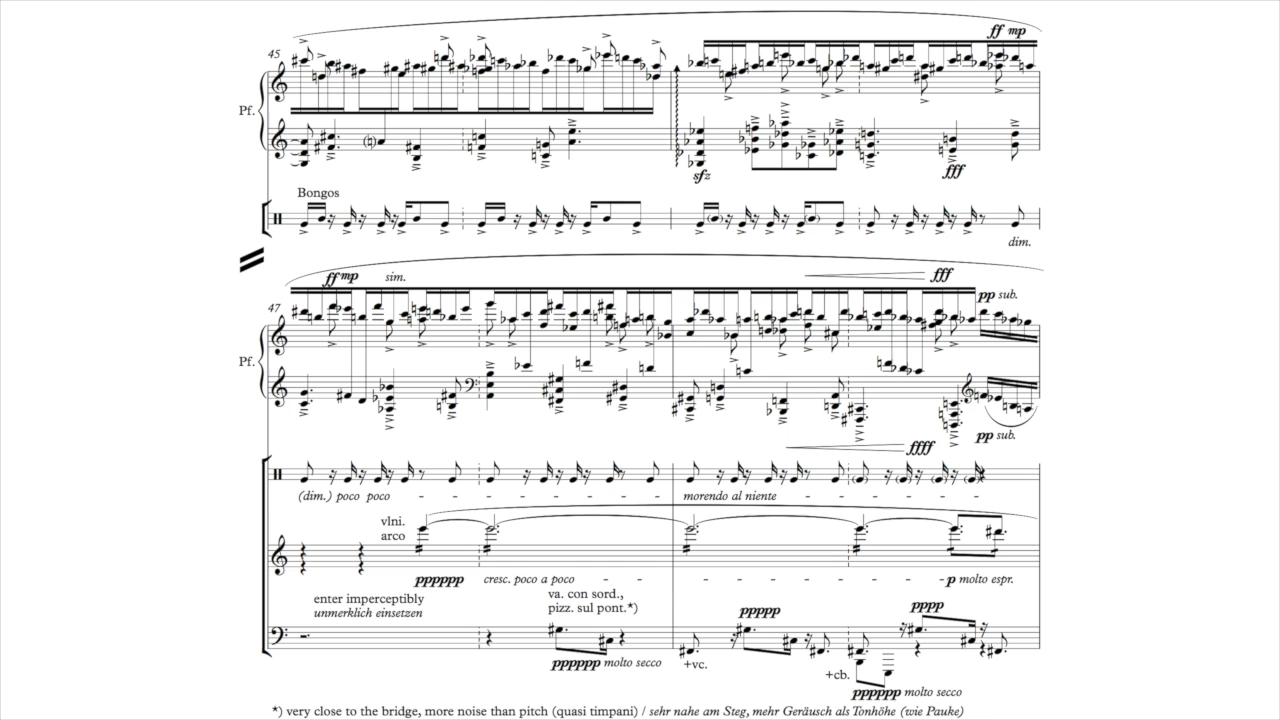 ff mp
45
Pf.
sfz
fff
Bongos
dim.
ff mp sim. fff
47
pp sub.
Pf.
pp sub.
ffff
(dim.) poco poco - - - - - - morendo al niente - - - - -
vlni.
arco
pppppp cresc. poco a poco - - - - - - - - - p molto espr.
enter imperceptibly
unmerklich einsetzen
va. con sord.,
pizz. sul pont.*)
ppppp
pppp
pppppp molto secco
+vc.
+cb.
pppppp molto secco
*) very close to the bridge, more noise than pitch (quasi timpani) / sehr nahe am Steg, mehr Geräusch als Tonhöhe (wie Pauke)